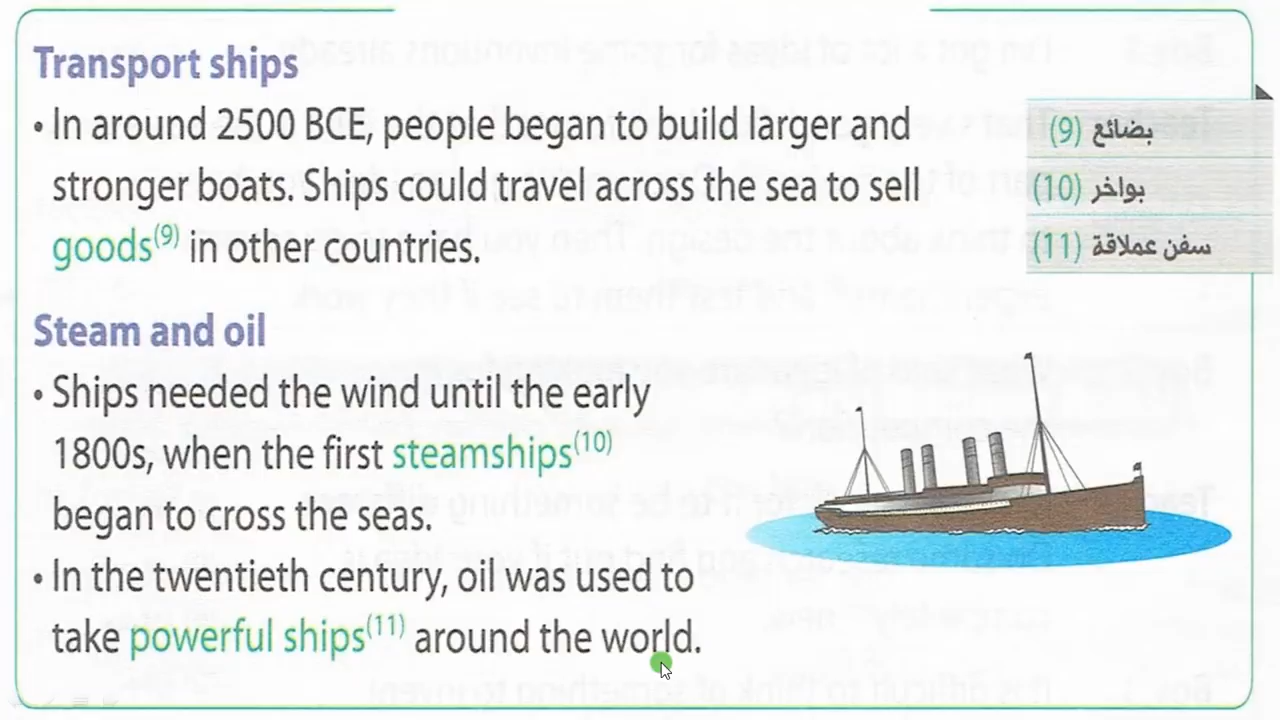 Transport ships
• In around 2500 BCE, people began to build larger and
stronger boats. Ships could travel across the sea to sell
goods(9) in other countries.
Steam and oil
• Ships needed the wind until the early
1800s, when the first steamships(10)
began to cross the seas.
• In the twentieth century, oil was used to
take powerful ships(11) around the world.
(9) بضائع
(10) بواخر
(11) سفن عملاقة